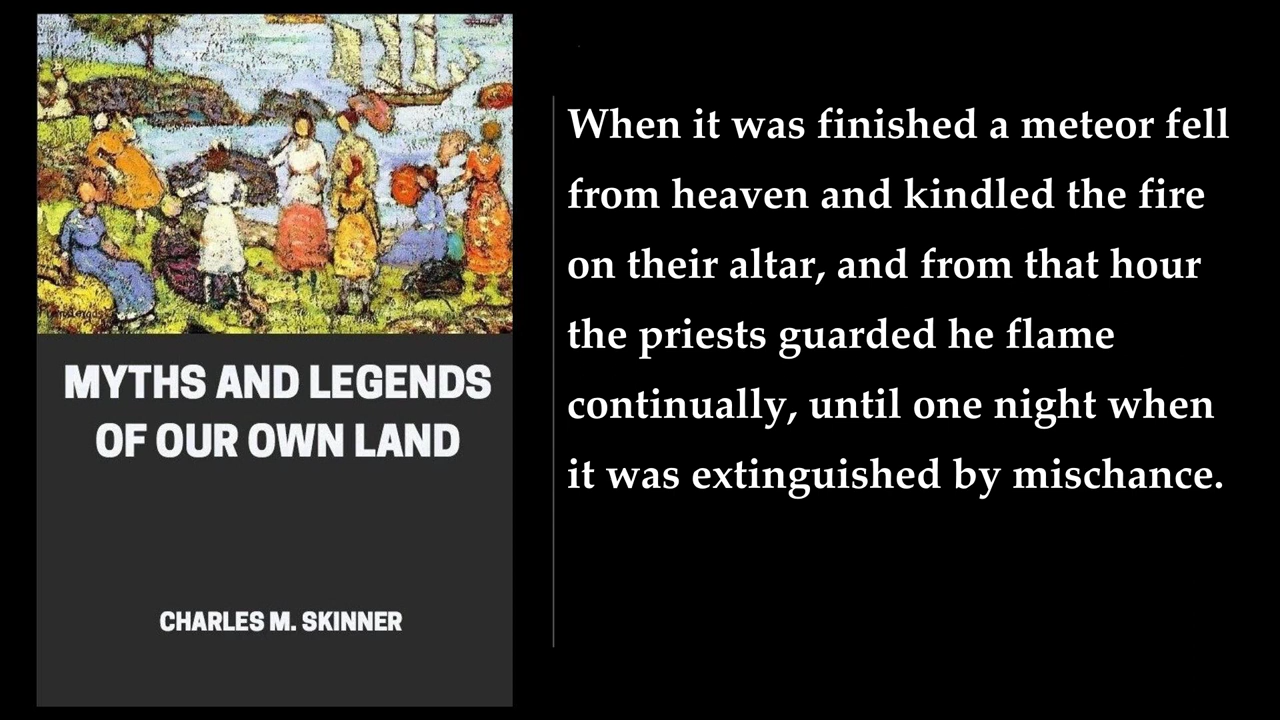 MYTHS AND LEGENDS
OF OUR OWN LAND
CHARLES M. SKINNER
When it was finished a meteor fell
from heaven and kindled the fire
on their altar, and from that hour
the priests guarded he flame
continually, until one night when
it was extinguished by mischance.